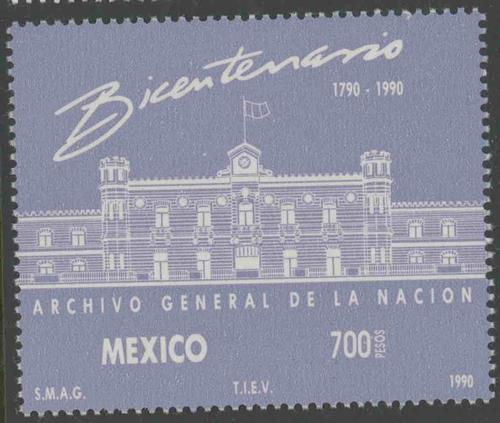 Bicentenario
1790 - 1990
ARCHIVO GENERAL DE LA NACION
MEXICO 700 PESOS
S.M.A.G. T.I.E.V. 1990